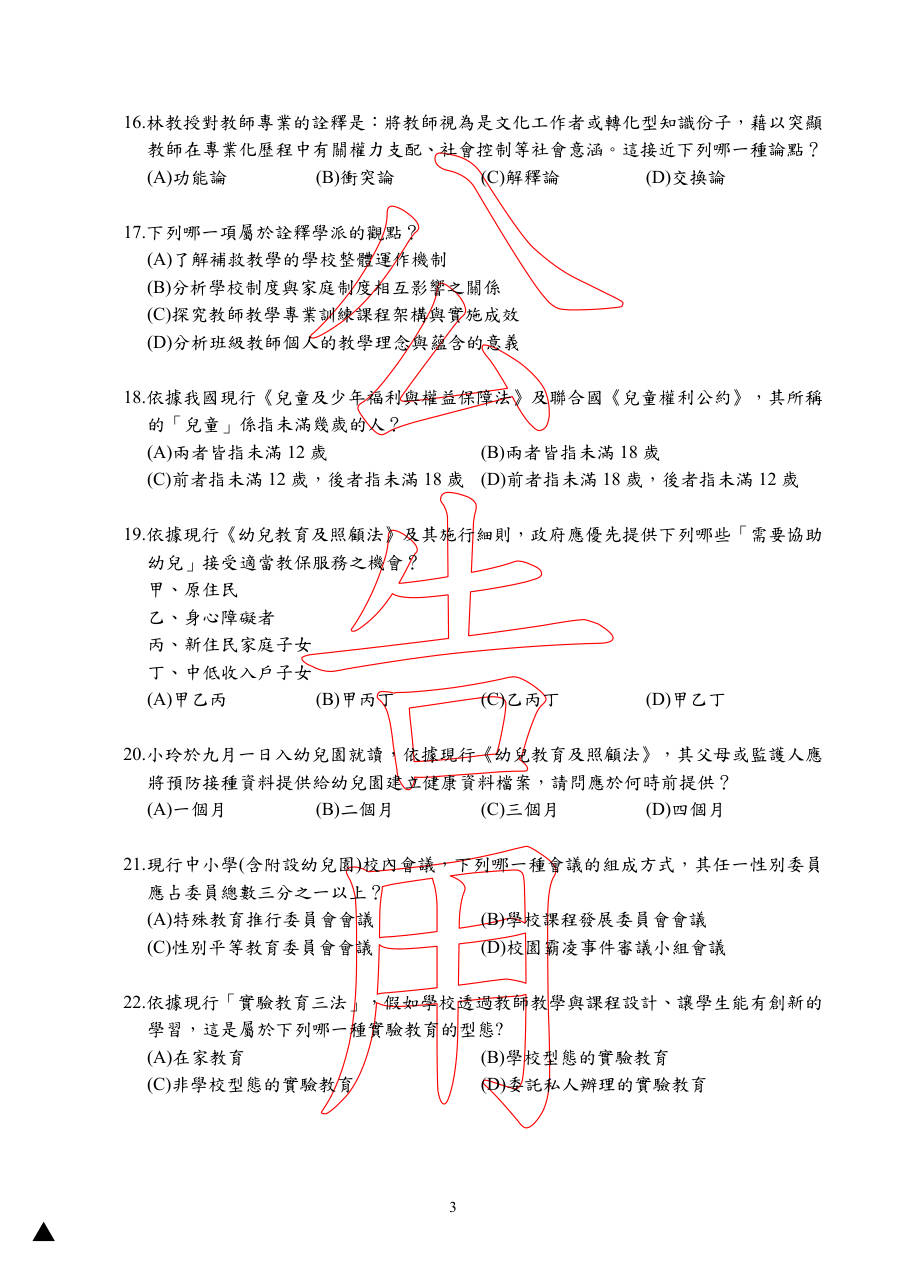 16.林教授對教師專業的詮釋是：將教師視為是文化工作者或轉化型知識份子，藉以突顯
教師在專業化歷程中有關權力支配、社會控制等社會意涵。這接近下列哪一種論點？
(A)功能論 (B)衝突論 (C)解釋論 (D)交換論
17.下列哪一項屬於詮釋學派的觀點？
(A)了解補救教學的學校整體運作機制
(B)分析學校制度與家庭制度相互影響之關係
(C)探究教師教學專業訓練課程架構與實施成效
(D)分析班級教師個人的教學理念與蘊含的意義
18.依據我國現行《兒童及少年福利與權益保障法》及聯合國《兒童權利公約》，其所稱
的「兒童」係指未滿幾歲的人？
(A)兩者皆指未滿 12 歲 (B)兩者皆指未滿 18 歲
(C)前者指未滿 12 歲，後者指未滿 18 歲 (D)前者指未滿 18 歲，後者指未滿 12 歲
19.依據現行《幼兒教育及照顧法》及其施行細則，政府應優先提供下列哪些「需要協助
幼兒」接受適當教保服務之機會？
甲、原住民
乙、身心障礙者
丙、新住民家庭子女
丁、中低收入戶子女
(A)甲乙丙 (B)甲丙丁 (C)乙丙丁 (D)甲乙丁
20.小玲於九月一日入幼兒園就讀，依據現行《幼兒教育及照顧法》，其父母或監護人應
將預防接種資料提供給幼兒園建立健康資料檔案，請問應於何時前提供？
(A)一個月 (B)二個月 (C)三個月 (D)四個月
21.現行中小學(含附設幼兒園)校內會議，下列哪一種會議的組成方式，其任一性別委員
應占委員總數三分之一以上？
(A)特殊教育推行委員會會議 (B)學校課程發展委員會會議
(C)性別平等教育委員會會議 (D)校園霸凌事件審議小組會議
22.依據現行「實驗教育三法」，假如學校透過教師教學與課程設計、讓學生能有創新的
學習，這是屬於下列哪一種實驗教育的型態?
(A)在家教育 (B)學校型態的實驗教育
(C)非學校型態的實驗教育 (D)委託私人辦理的實驗教育
公告用
3